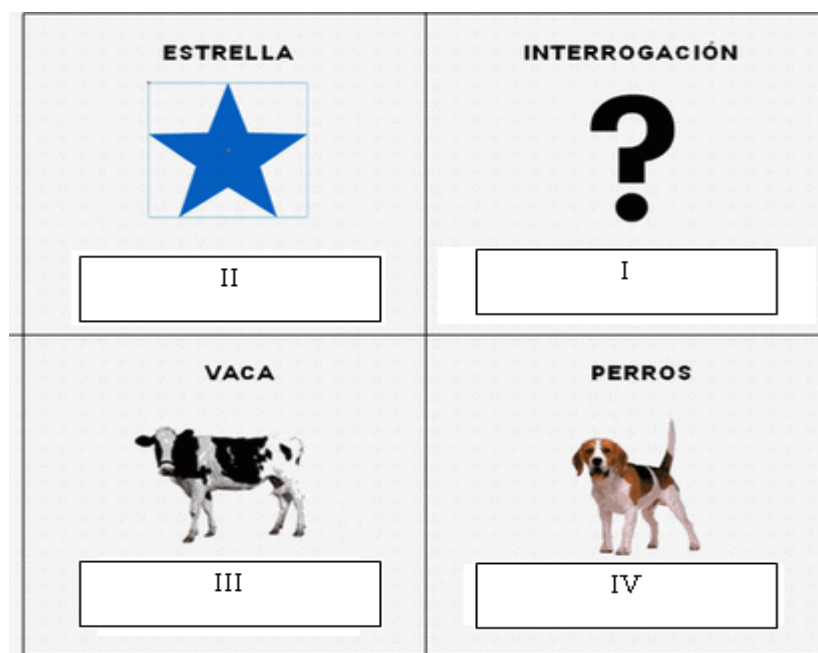 ESTRELLA
INTERROGACIÓN
?
II
I
VACA
PERROS
III
IV